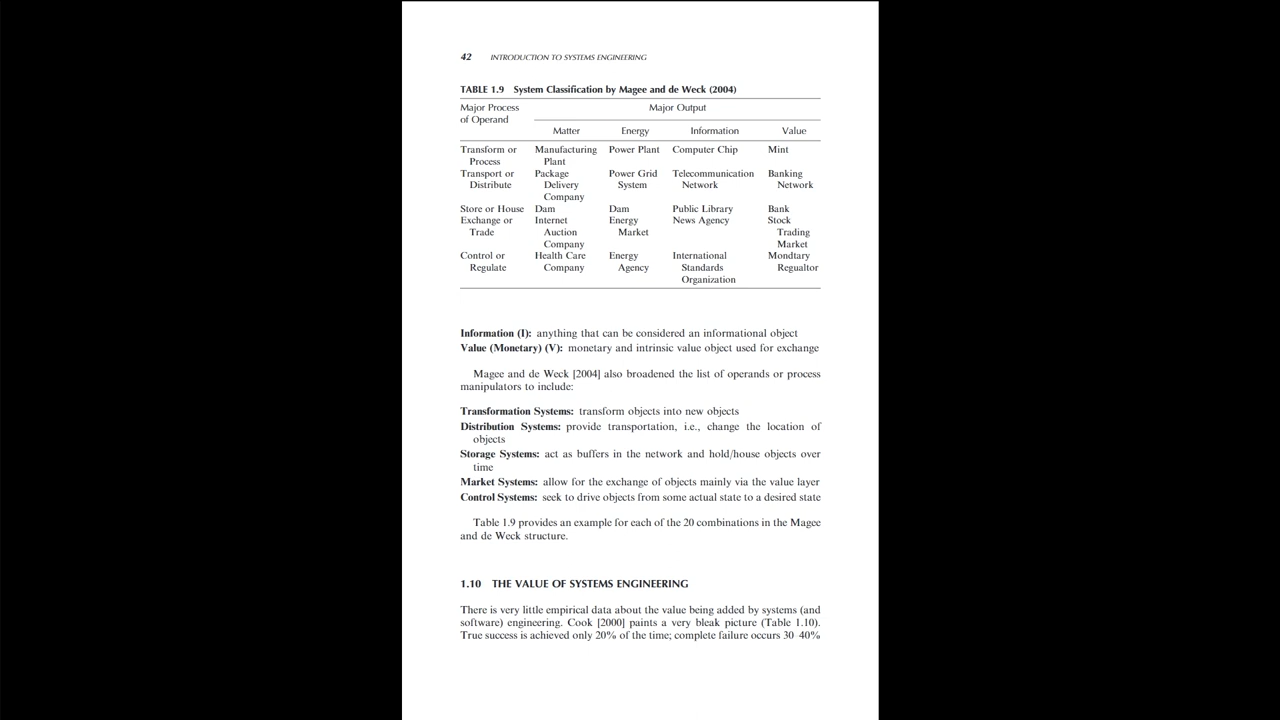 42 INTRODUCTION TO SYSTEMS ENGINEERING
TABLE 1.9 System Classification by Magee and de Weck (2004)
Major Process Major Output
of Operand
Matter Energy Information Value
Transform or Manufacturing Power Plant Computer Chip Mint
Process Plant
Transport or Package Power Grid Telecommunication Banking
Distribute Delivery System Network Network
Company
Store or House Dam Dam Public Library Bank
Exchange or Internet Energy News Agency Stock
Trade Auction Market Trading
Company Market
Control or Health Care Energy International Mondtary
Regulate Company Agency Standards Regualtor
Organization
Information (I): anything that can be considered an informational object
Value (Monetary) (V): monetary and intrinsic value object used for exchange
Magee and de Weck [2004] also broadened the list of operands or process
manipulators to include:
Transformation Systems: transform objects into new objects
Distribution Systems: provide transportation, i.e., change the location of
objects
Storage Systems: act as buffers in the network and hold/house objects over
time
Market Systems: allow for the exchange of objects mainly via the value layer
Control Systems: seek to drive objects from some actual state to a desired state
Table 1.9 provides an example for each of the 20 combinations in the Magee
and de Weck structure.
1.10 THE VALUE OF SYSTEMS ENGINEERING
There is very little empirical data about the value being added by systems (and
software) engineering. Cook [2000] paints a very bleak picture (Table 1.10).
True success is achieved only 20% of the time; complete failure occurs 30 40%